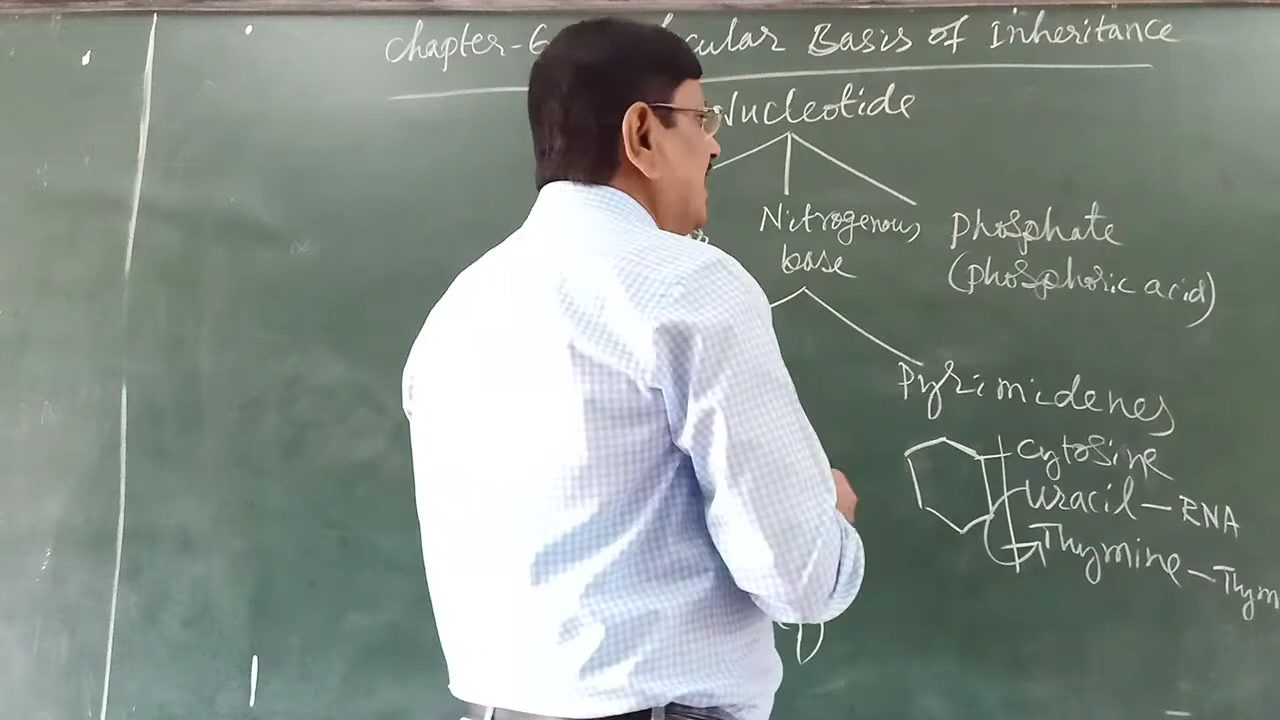 Chapter-6 cular Basis of Inheritance
Nucleotide
Nitrogenous
base
Phosphate
(Phosphoric acid)
Pyrimidenes
Cytosine
Uracil - RNA
Thymine - Thym